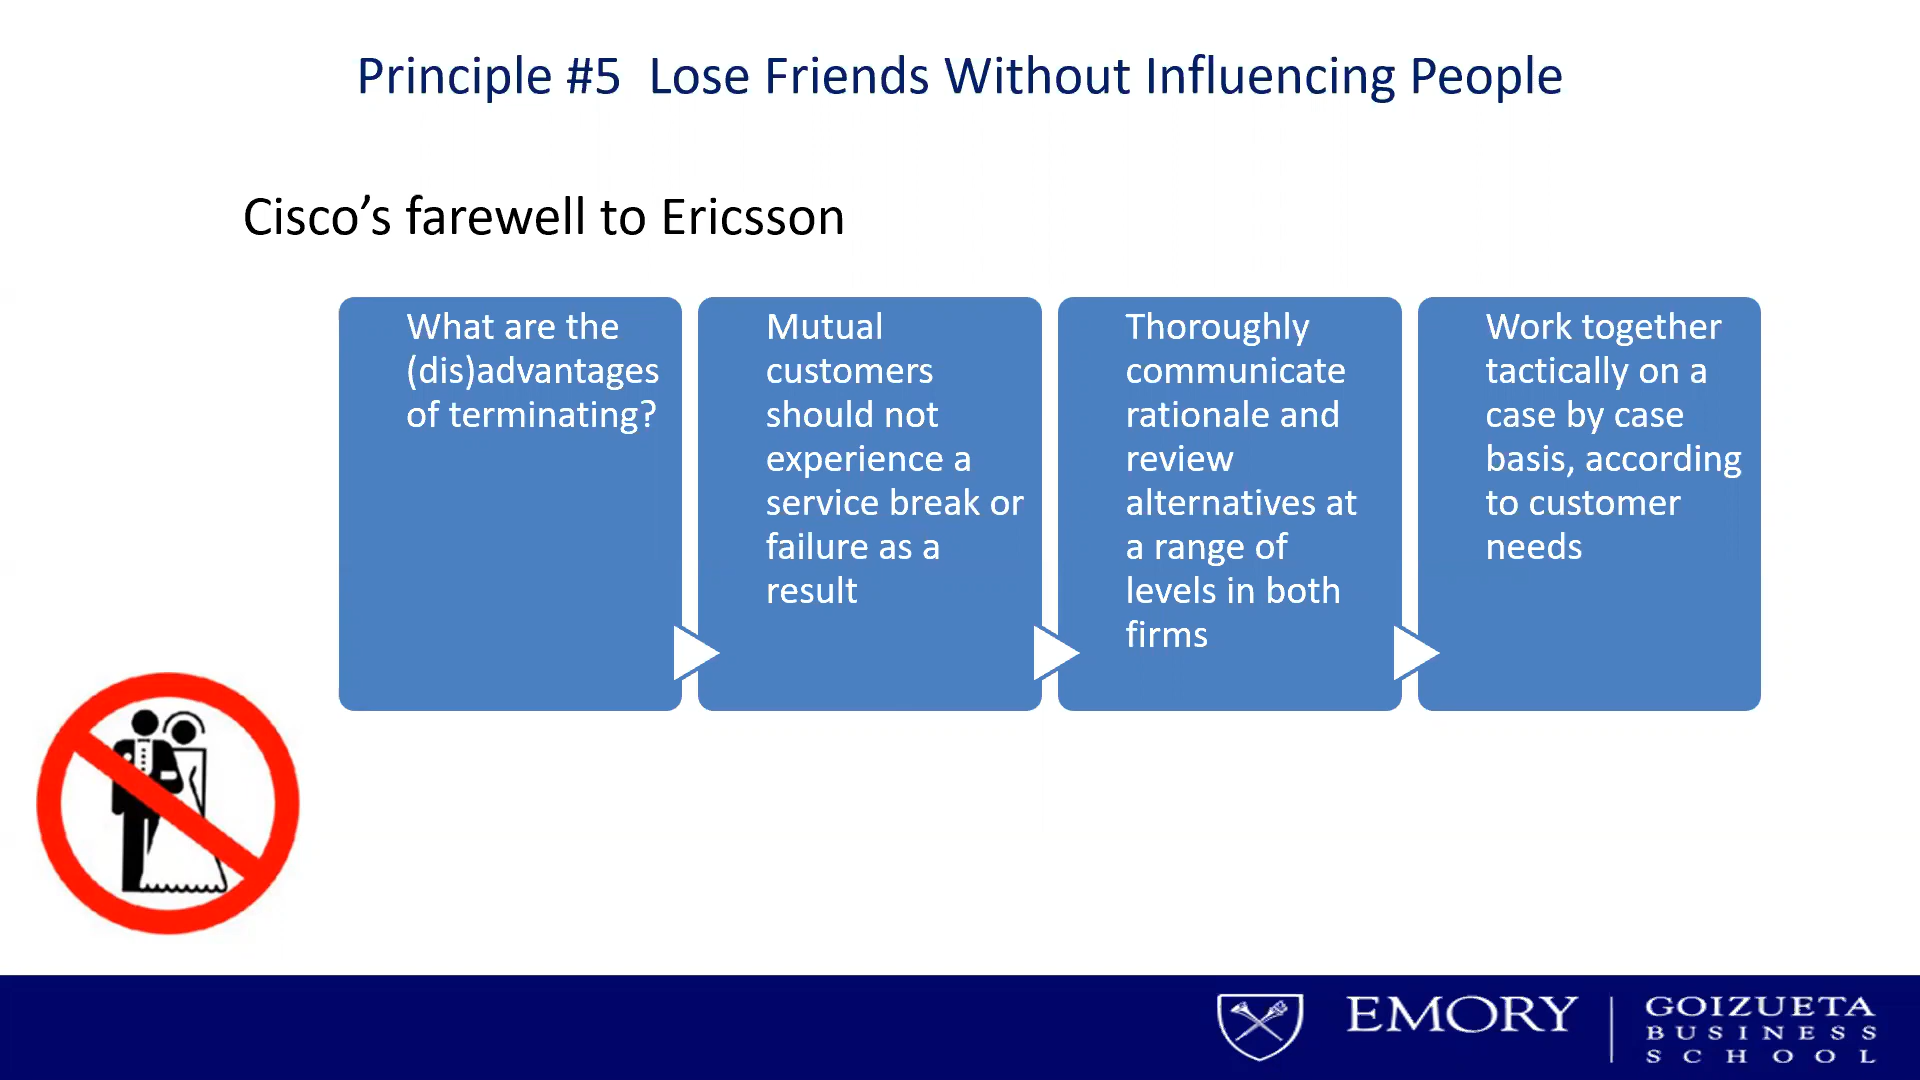 Principle #5  Lose Friends Without Influencing People
Cisco’s farewell to Ericsson
What are the
(dis)advantages
of terminating?
Mutual
customers
should not
experience a
service break or
failure as a
result
Thoroughly
communicate
rationale and
review
alternatives at
a range of
levels in both
firms
Work together
tactically on a
case by case
basis, according
to customer
needs
EMORY
GOIZUETA
BUSINESS
SCHOOL